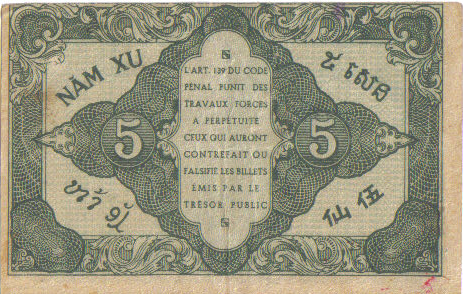 NĂM XU
L'ART. 139 DU CODE
PÉNAL PUNIT DES
TRAVAUX FORCÉS
A PERPÉTUITÉ
CEUX QUI AURONT
CONTREFAIT OU
FALSIFIÉ LES BILLETS
ÉMIS PAR LE
TRÉSOR PUBLIC
5
5
伍仙